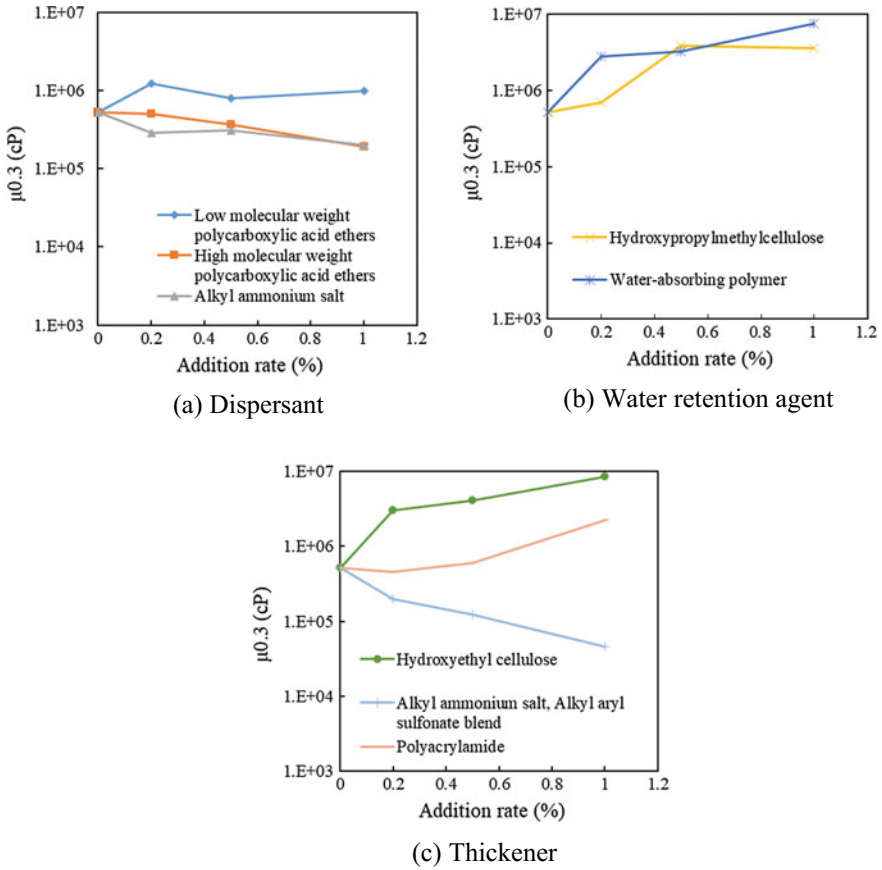 1.E+07
1.E+06
1.E+05
1.E+04
1.E+03
μ0.3 (cP)
Low molecular weight
polycarboxylic acid ethers
High molecular weight
polycarboxylic acid ethers
Alkyl ammonium salt
0 0.2 0.4 0.6 0.8 1 1.2
Addition rate (%)
(a) Dispersant
1.E+07
1.E+06
1.E+05
1.E+04
1.E+03
μ0.3 (cP)
Hydroxypropylmethylcellulose
Water-absorbing polymer
0 0.2 0.4 0.6 0.8 1 1.2
Addition rate (%)
(b) Water retention agent
1.E+07
1.E+06
1.E+05
1.E+04
1.E+03
μ0.3 (cP)
Hydroxyethyl cellulose
Alkyl ammonium salt, Alkyl aryl
sulfonate blend
Polyacrylamide
0 0.2 0.4 0.6 0.8 1 1.2
Addition rate (%)
(c) Thickener